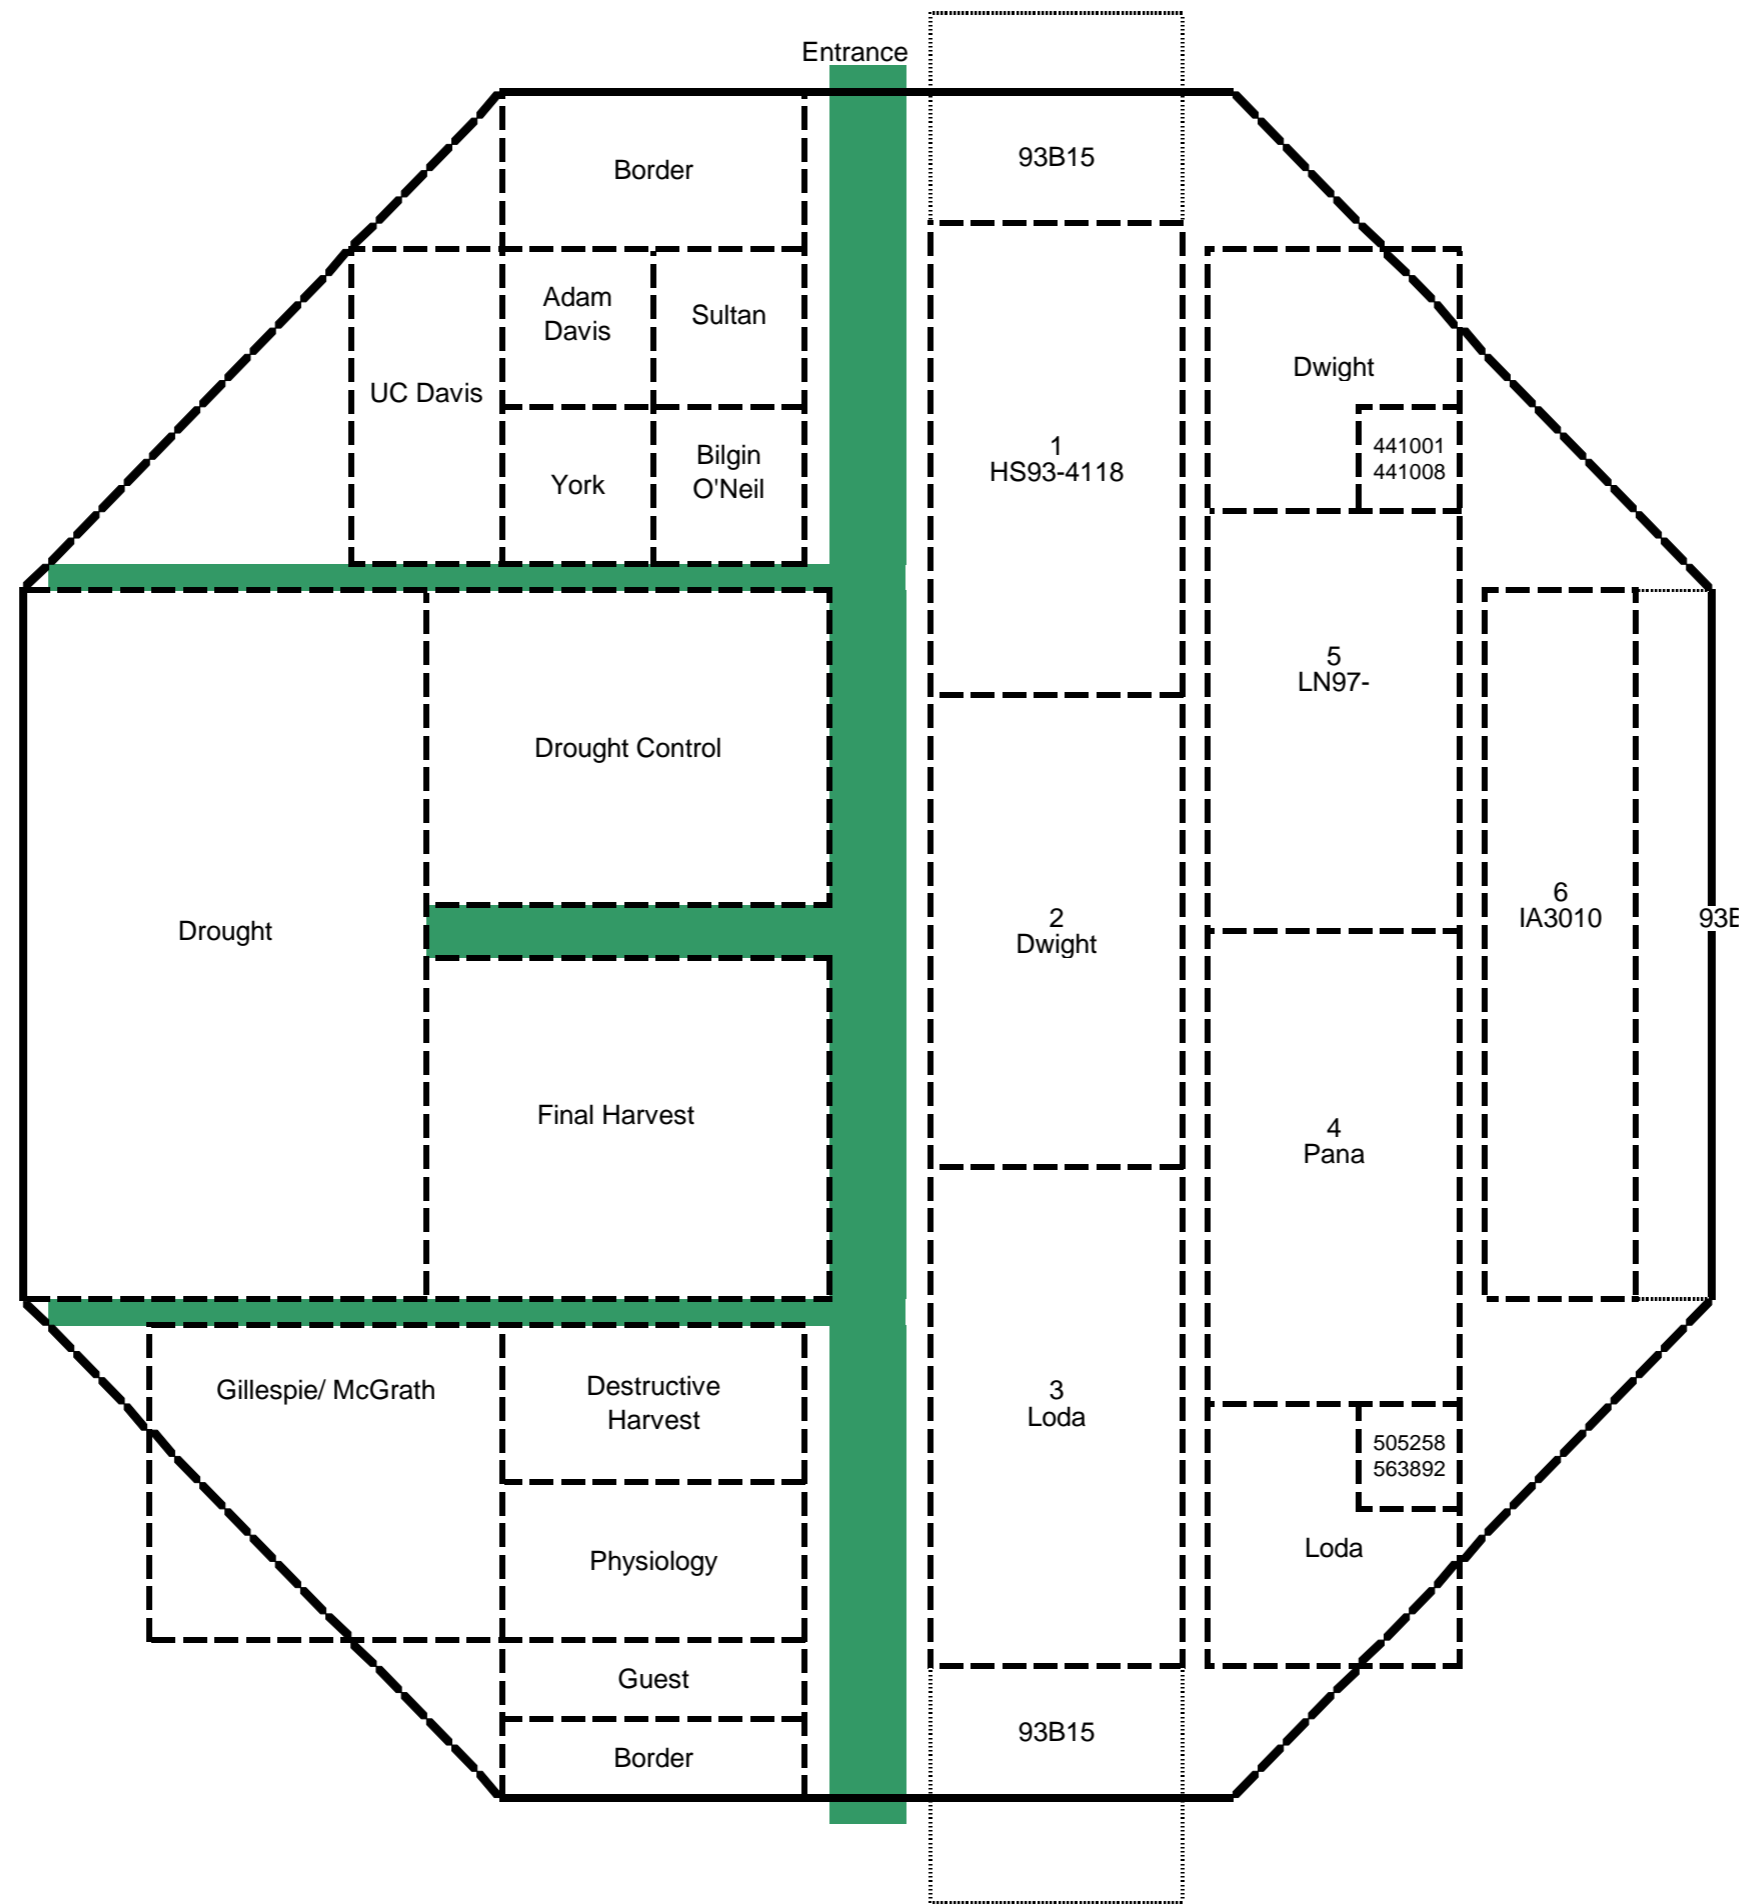 Entrance
93B15
Border
Adam
Davis
Sultan
UC Davis
Dwight
1
HS93-4118
441001
441008
York
Bilgin
O'Neil
5
LN97-
Drought Control
Drought
2
Dwight
6
IA3010
Final Harvest
4
Pana
Gillespie/ McGrath
Destructive
Harvest
3
Loda
505258
563892
Physiology
Loda
Guest
93B15
Border